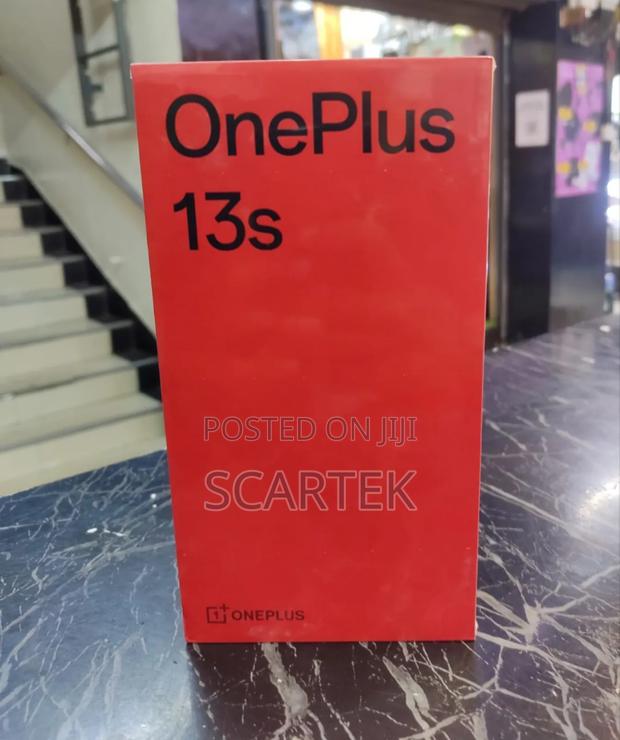 OnePlus
13s
POSTED ON JIJI
SCARTEK
1+ ONEPLUS